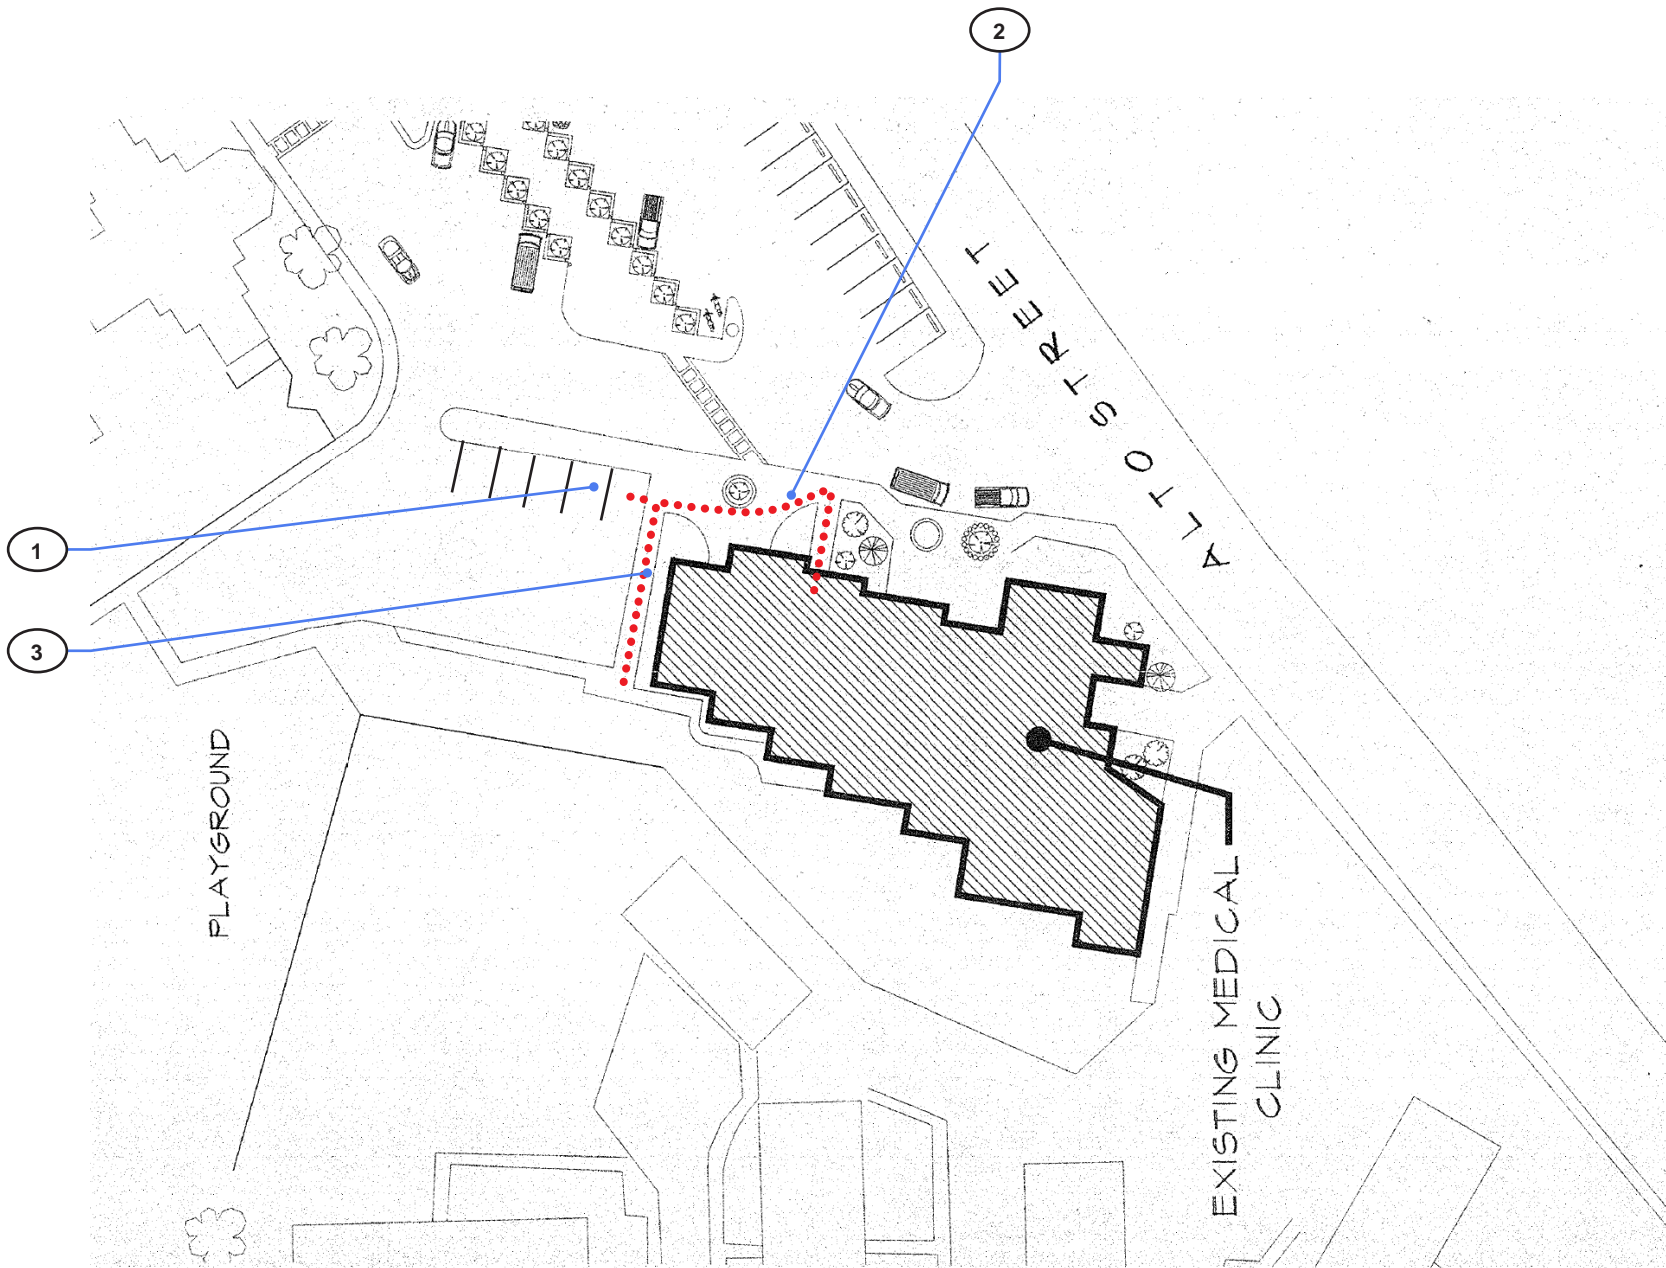 2
ALTO STREET
1
3
PLAYGROUND
EXISTING MEDICAL
CLINIC